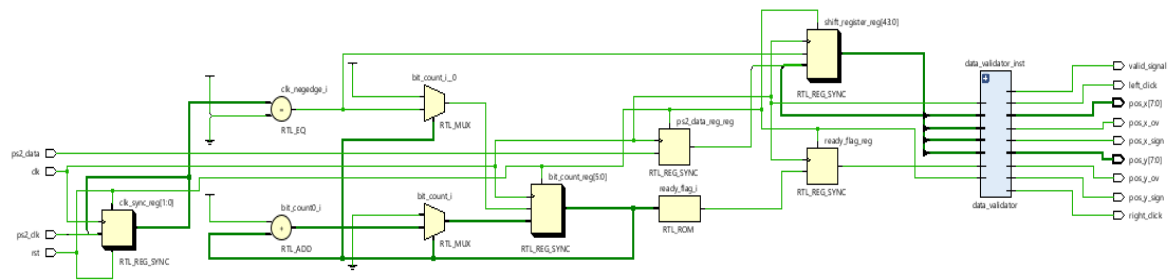 shift_register_reg[43:0]
RTL_REG_SYNC
data_validator_inst
data_validator
valid_signal
left_click
pos_x[7:0]
pos_x_ov
pos_x_sign
pos_y[7:0]
pos_y_ov
pos_y_sign
right_click
clk_negedge_i
RTL_EQ
bit_count_i__0
RTL_MUX
ps2_data_reg_reg
RTL_REG_SYNC
ready_flag_reg
RTL_REG_SYNC
ps2_data
clk
ps2_clk
rst
clk_sync_reg[1:0]
RTL_REG_SYNC
bit_count0_i
RTL_ADD
bit_count_i
RTL_MUX
bit_count_reg[5:0]
RTL_REG_SYNC
ready_flag_i
RTL_ROM